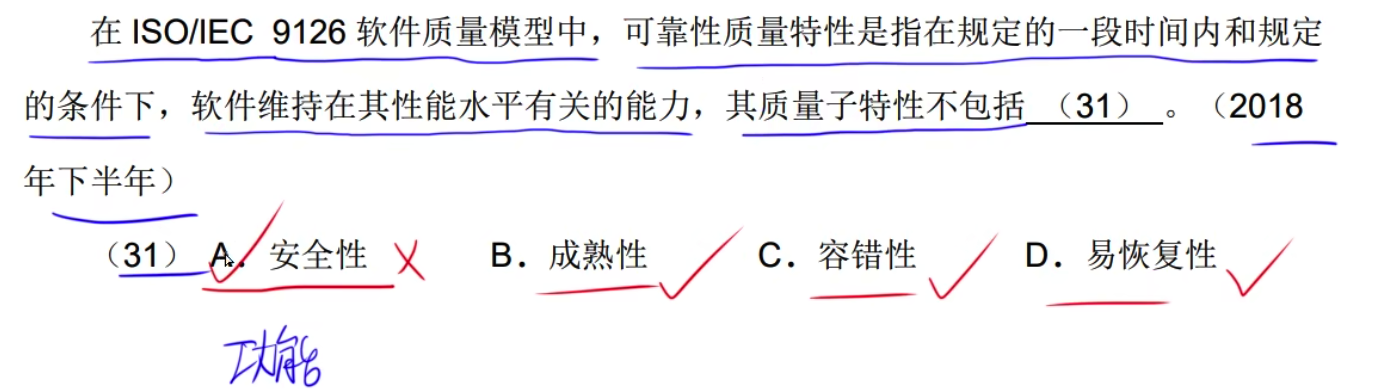 在 ISO/IEC 9126 软件质量模型中，可靠性质量特性是指在规定的一段时间内和规定
的条件下，软件维持在其性能水平有关的能力，其质量子特性不包括 （31） 。（2018
年下半年）
（31） A．安全性 B．成熟性 C．容错性 D．易恢复性
功能